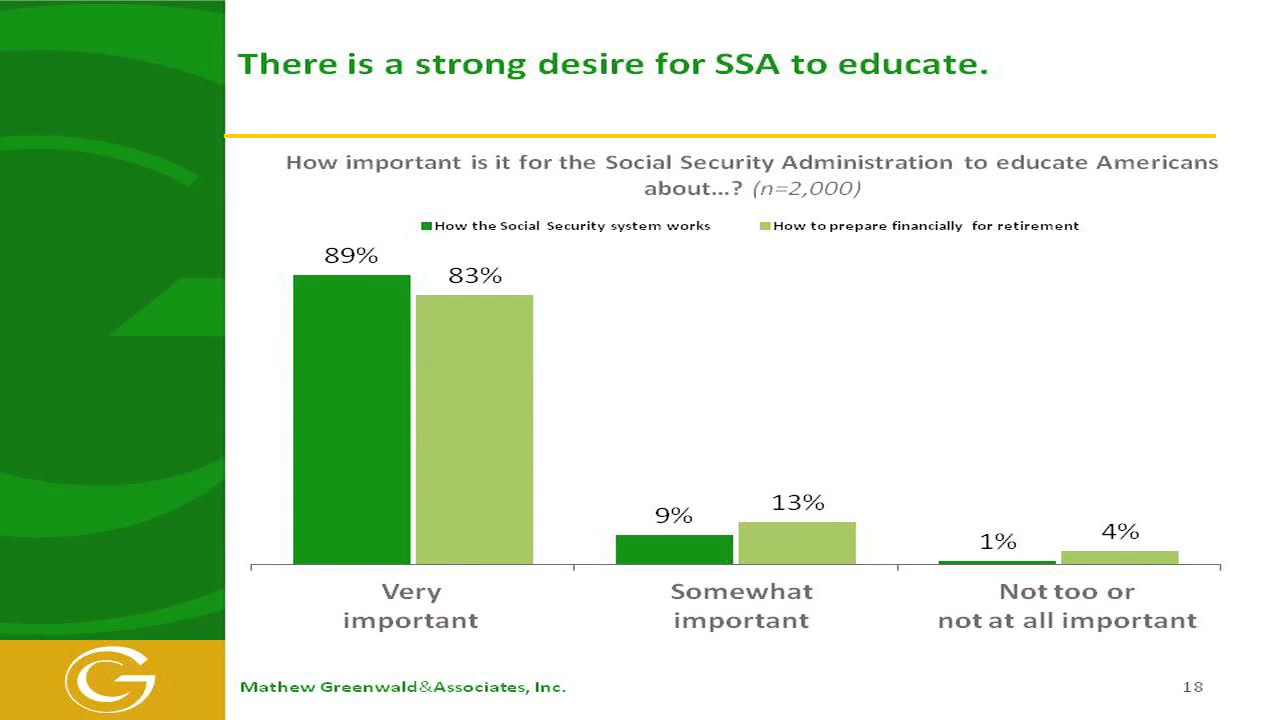 There is a strong desire for SSA to educate.
How important is it for the Social Security Administration to educate Americans
about...? (n=2,000)
How the Social Security system works
How to prepare financially for retirement
89%
83%
9%
13%
1%
4%
Very
important
Somewhat
important
Not too or
not at all important
Mathew Greenwald&Associates, Inc.
18